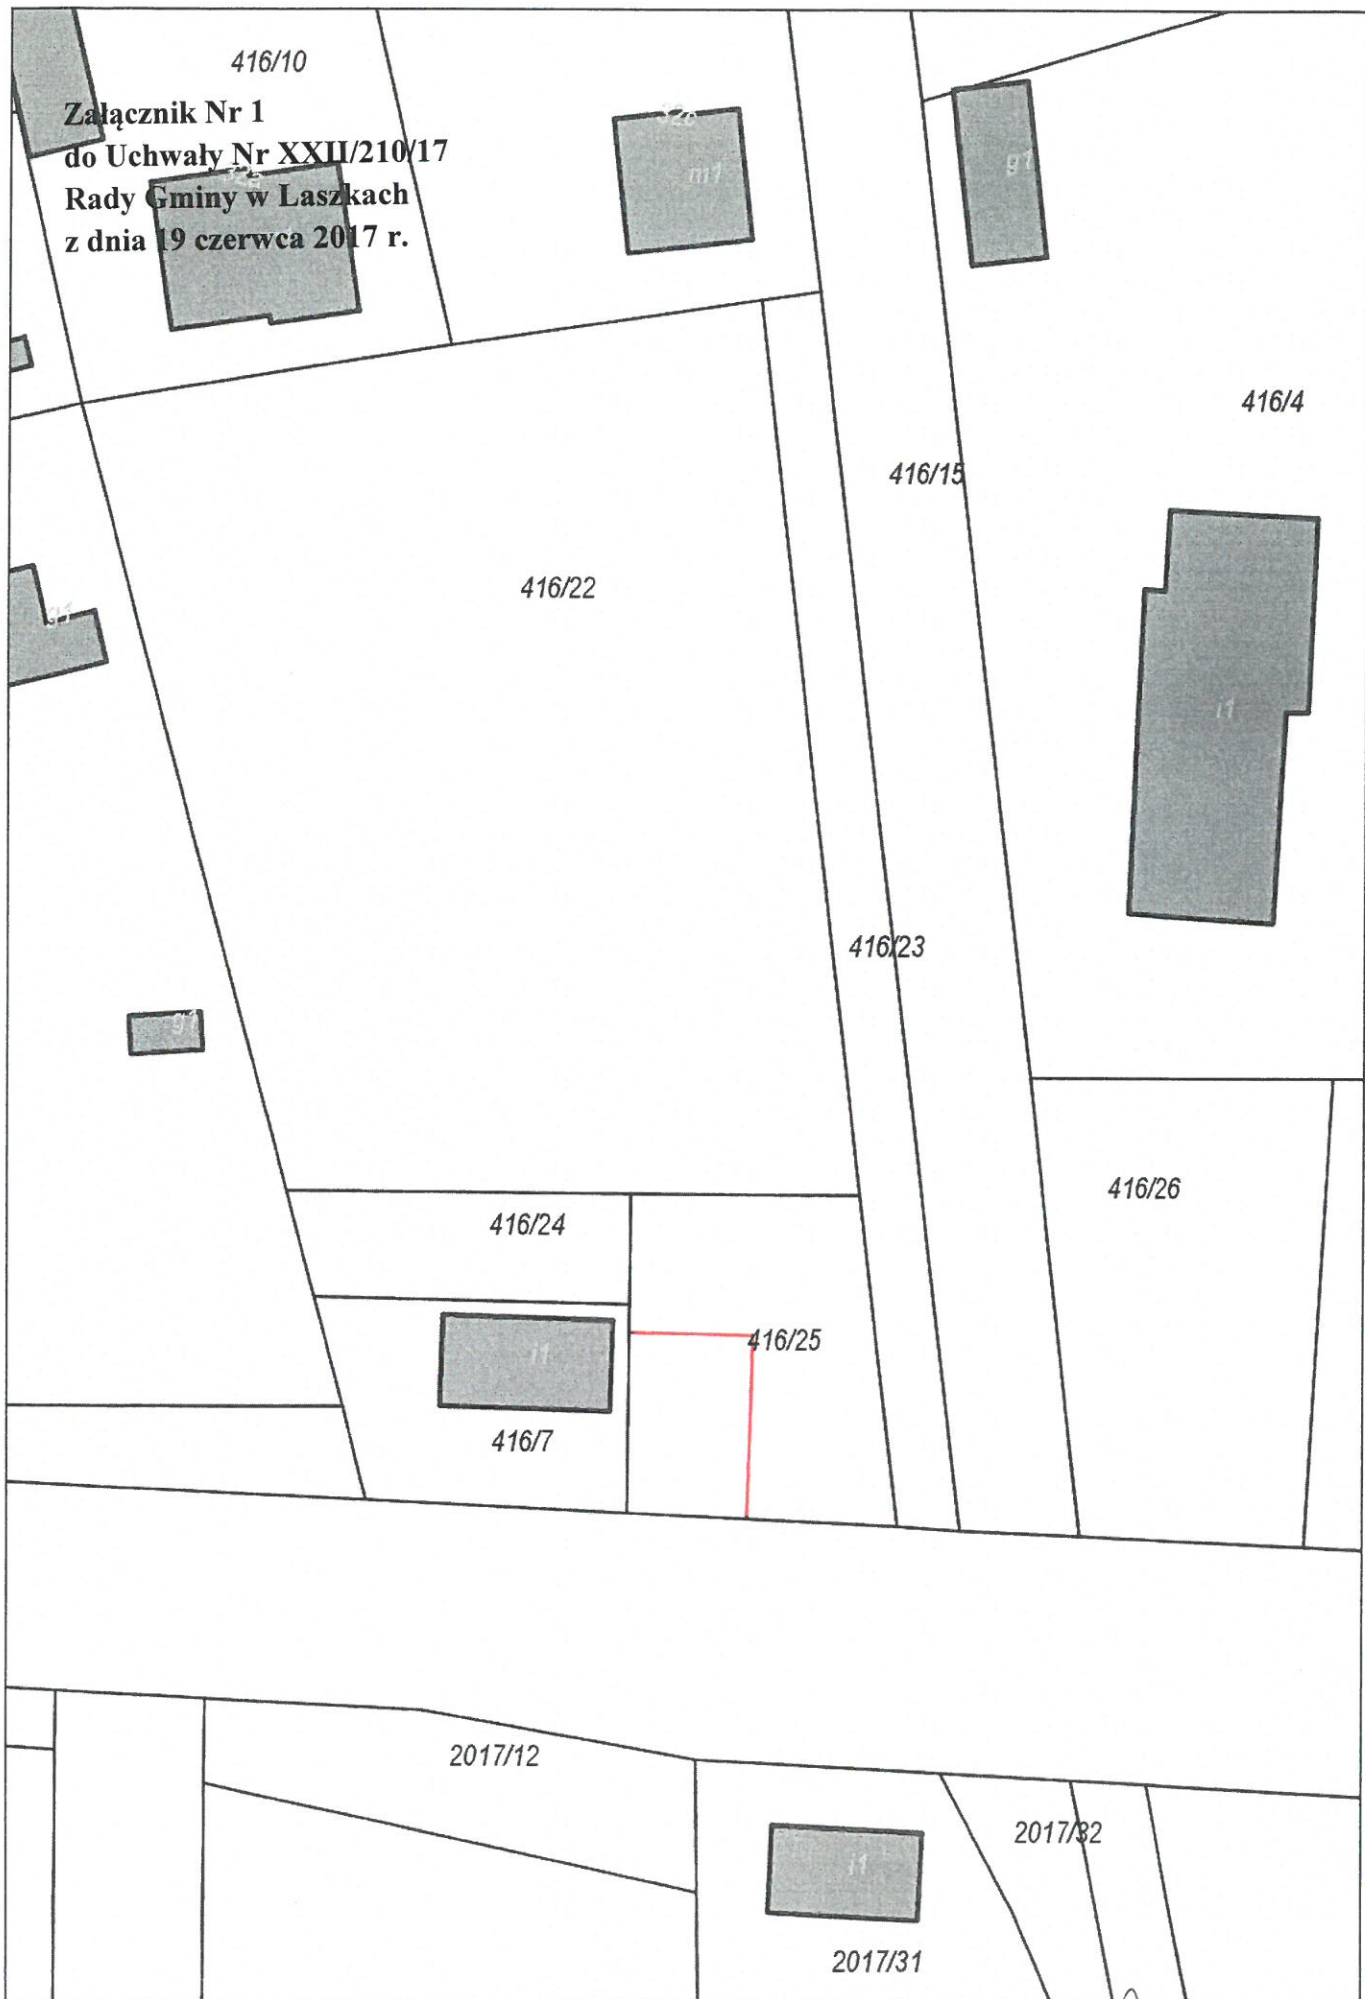 416/10
Załącznik Nr 1
do Uchwały Nr XXII/210/17
Rady Gminy w Laszkach
z dnia 19 czerwca 2017 r.
32c
m1
g1
416/4
416/15
416/22
g1
i1
416/23
g1
416/26
416/24
416/25
i1
416/7
2017/12
2017/32
i1
2017/31